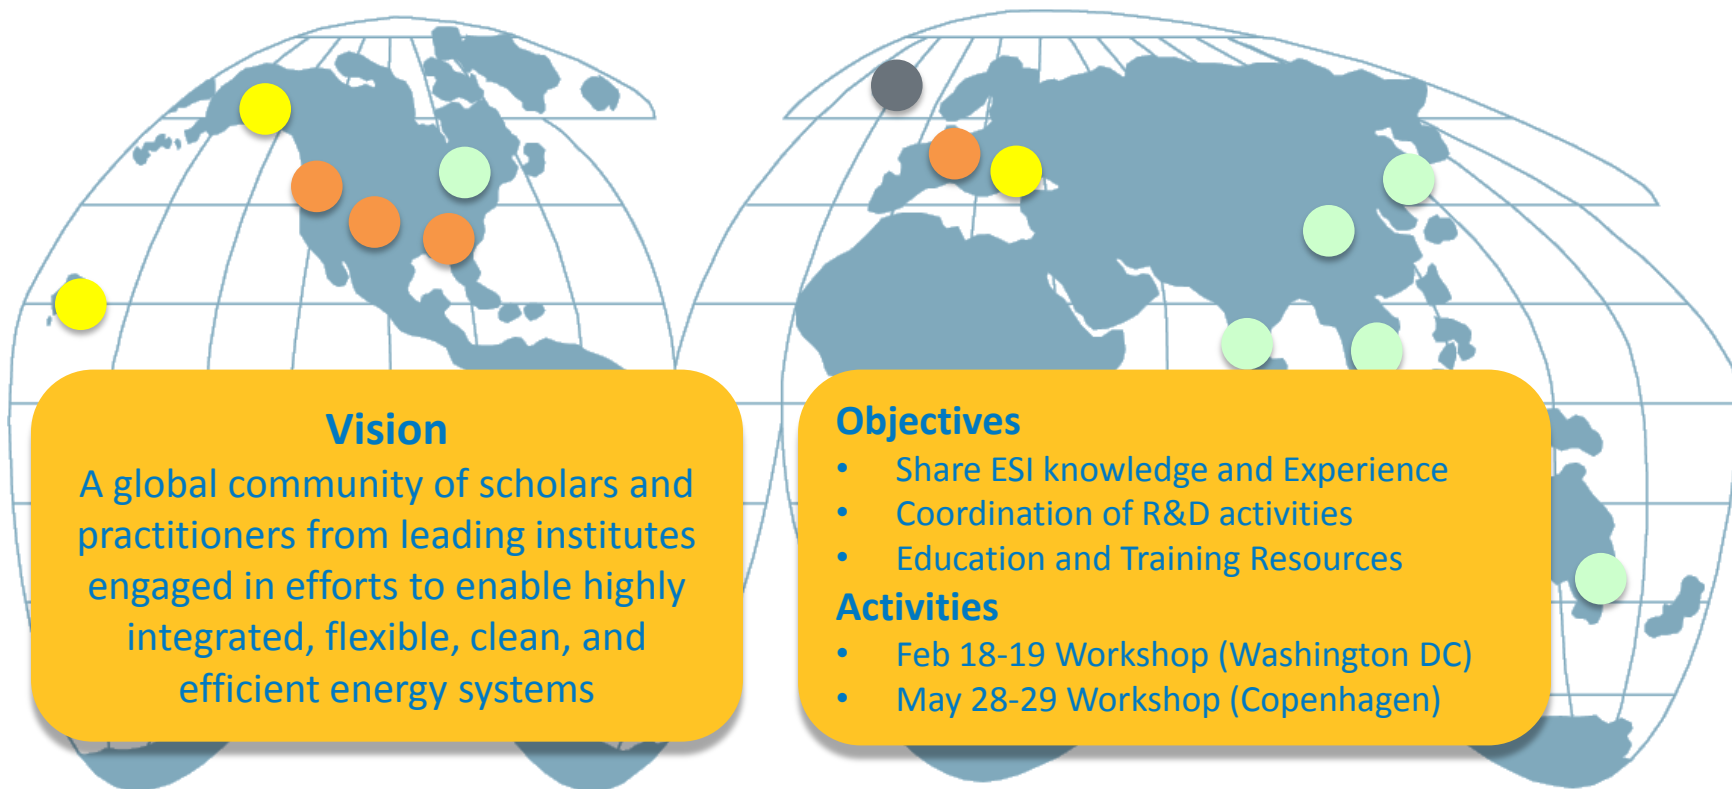 Vision
A global community of scholars and
practitioners from leading institutes
engaged in efforts to enable highly
integrated, flexible, clean, and
efficient energy systems
Objectives
• Share ESI knowledge and Experience
• Coordination of R&D activities
• Education and Training Resources
Activities
• Feb 18-19 Workshop (Washington DC)
• May 28-29 Workshop (Copenhagen)